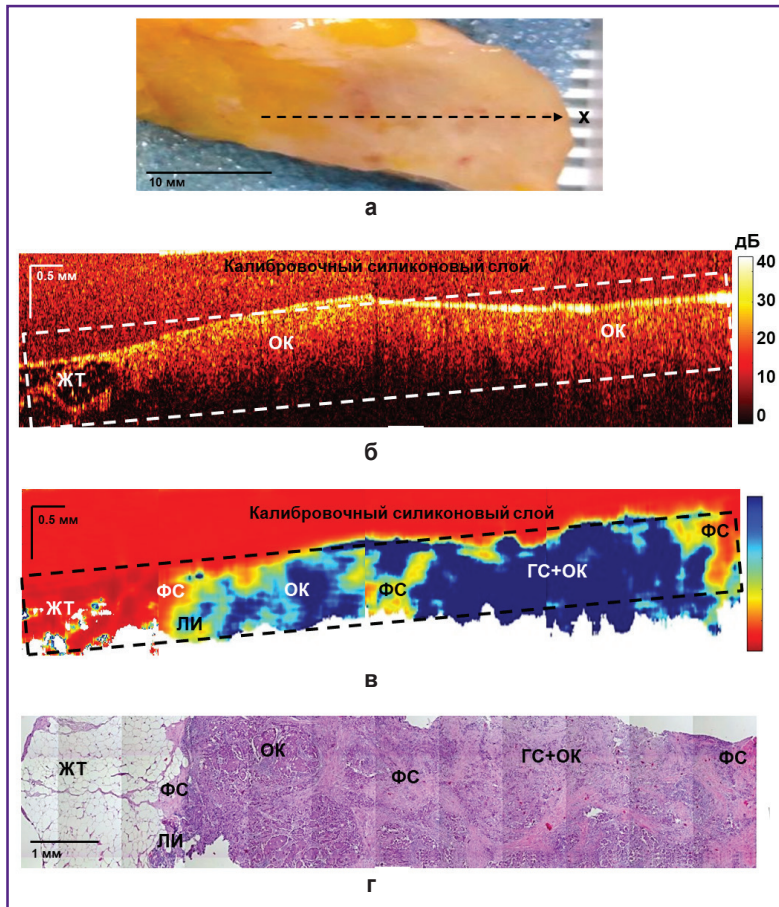 x
10 мм
а
дБ
0.5 мм
Калибровочный силиконовый слой
40
30
20
10
0
ОК
ОК
ЖТ
б
0.5 мм
Калибровочный силиконовый слой
ФС
ЖТ
ФС
ОК
ФС
ГС+ОК
ЛИ
в
ЖТ
ОК
ФС
ФС
ГС+ОК
ФС
ЛИ
1 мм
г